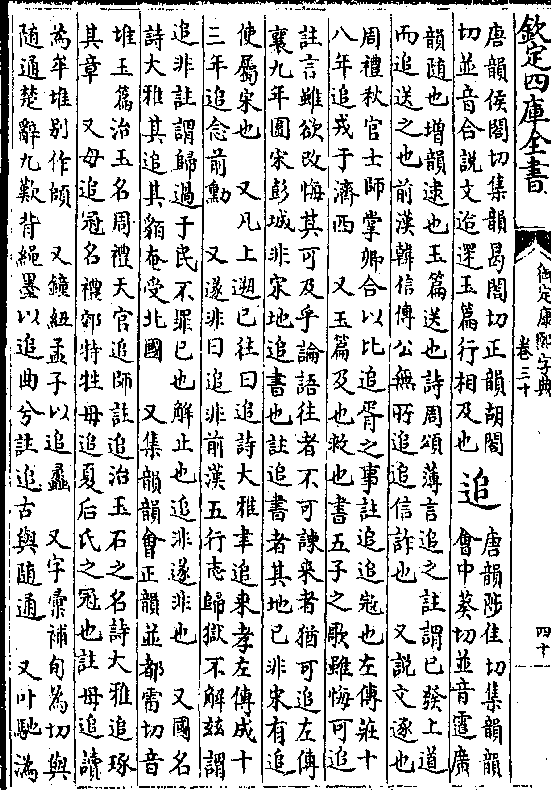 欽定四庫全書
御定康熙字典
卷三十
四十一
唐韻侯閤切集韻曷閤切正韻胡閤
切並音合説文迨遝玉篇行相及也
追
唐韻陟佳切集韻韻
會中葵切並音䨓廣
韻隨也增韻逮也玉篇送也詩周頌薄言追之註謂已發上道
而追送之也前漢韓信傳公無所追追信詐也　又説文逐也
周禮秋官士師掌鄉合以比追胥之事註追追宼也左傳莊十
八年追戎于濟西　又玉篇及也救也書五子之歌雖悔可追
註言雖欲改悔其可及乎論語往者不可諫來者猶可追左傳
襄九年圍宋彭城非宋地追書也註追書者其地已非宋有追
使屬宋也　又凡上遡已往曰追詩大雅聿追來孝左傳成十
三年追念前勳　又遂非曰追非前漢五行志歸獄不解兹謂
追非註謂歸過于民不罪已也解止也追非遂非也　又國名
詩大雅其追其貊奄受北國　又集韻韻會正韻並都雷切音
堆玉篇治玉名周禮天官追師註追治玉石之名詩大雅追琢
其章　又毋追冠名禮郊特牲毋追夏后氏之冠也註毋追讀
為牟堆別作頧　又鐘紐孟子以追蠡　又字彙補旬為切與
随通楚辭九歎背繩墨以追曲兮註追古與随通　又叶馳潙